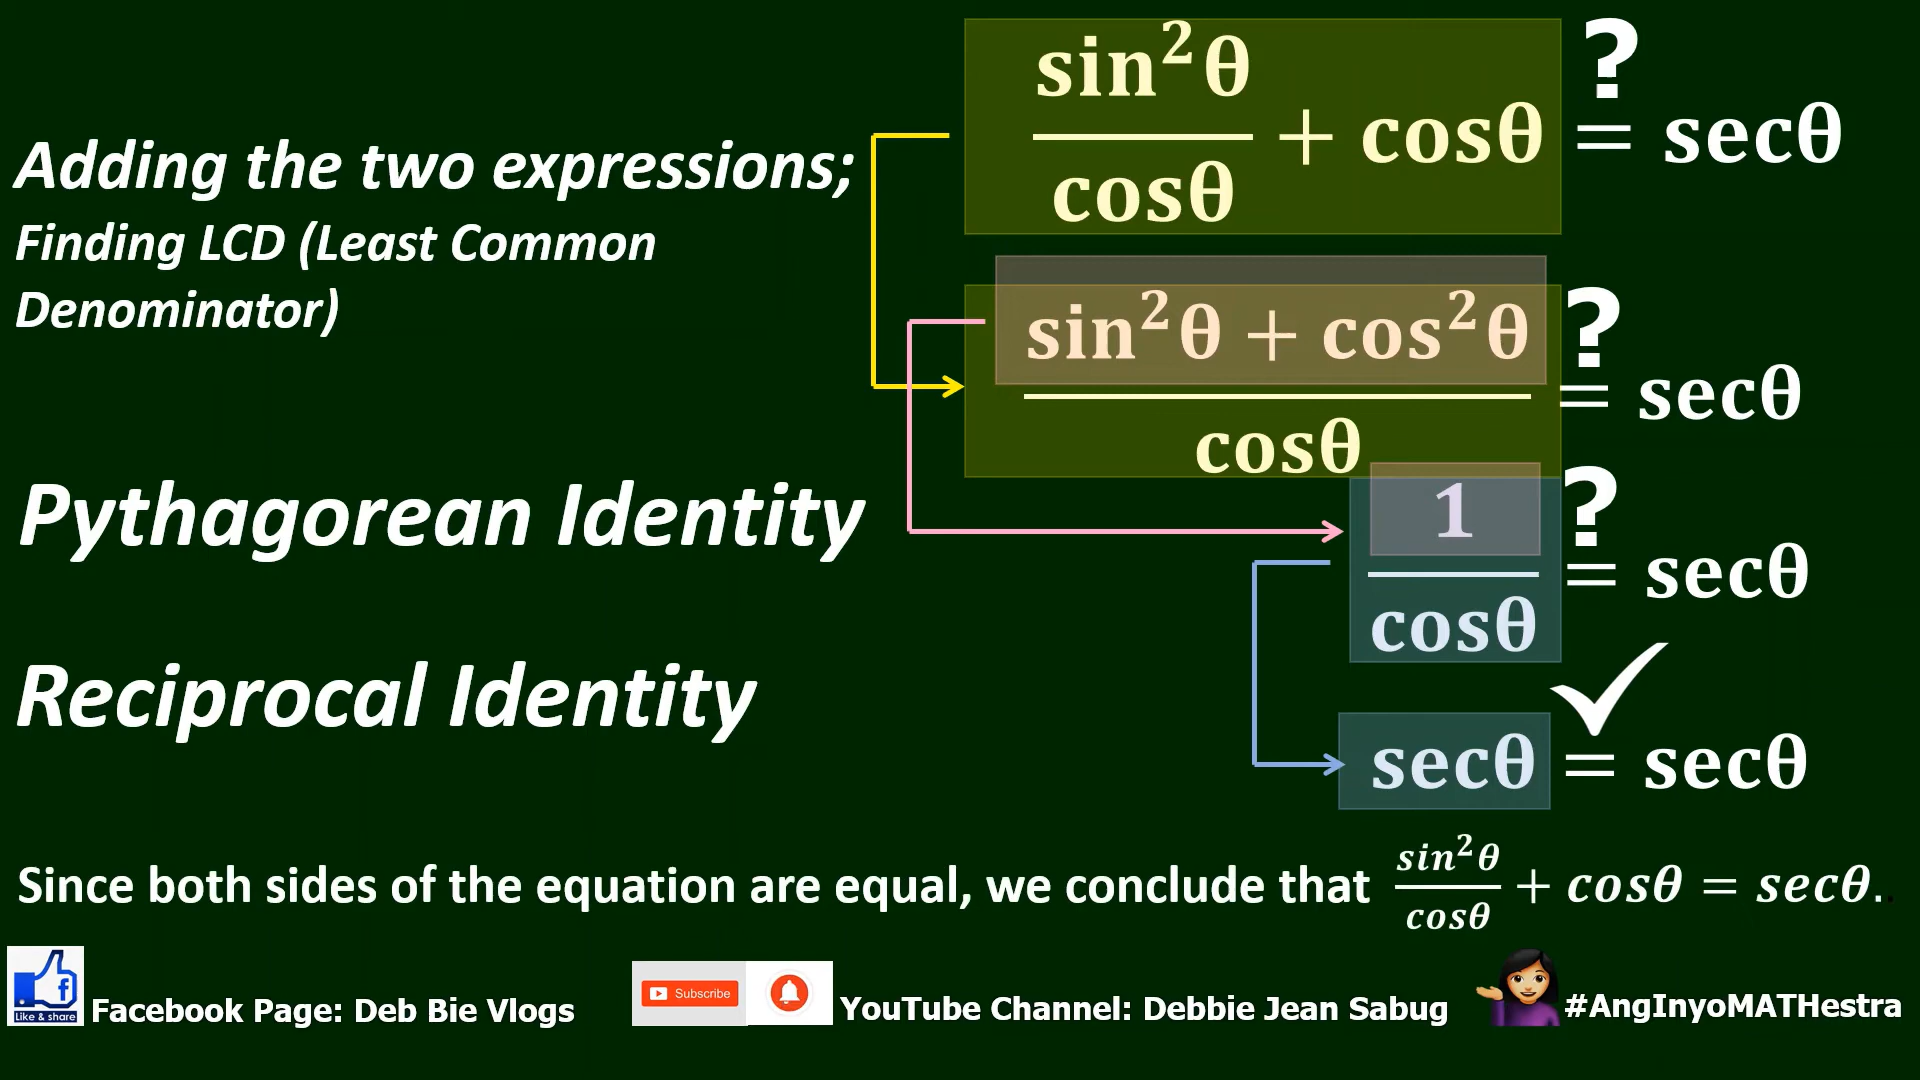 sin²θ/cosθ + cosθ ?= secθ
Adding the two expressions;
Finding LCD (Least Common
Denominator)
sin²θ + cos²θ/cosθ ?= secθ
Pythagorean Identity
1/cosθ ?= secθ
Reciprocal Identity
secθ = secθ
Since both sides of the equation are equal, we conclude that sin²θ/cosθ + cosθ = secθ..
Like & share
Facebook Page: Deb Bie Vlogs
Subscribe
YouTube Channel: Debbie Jean Sabug
#AngInyoMATHestra